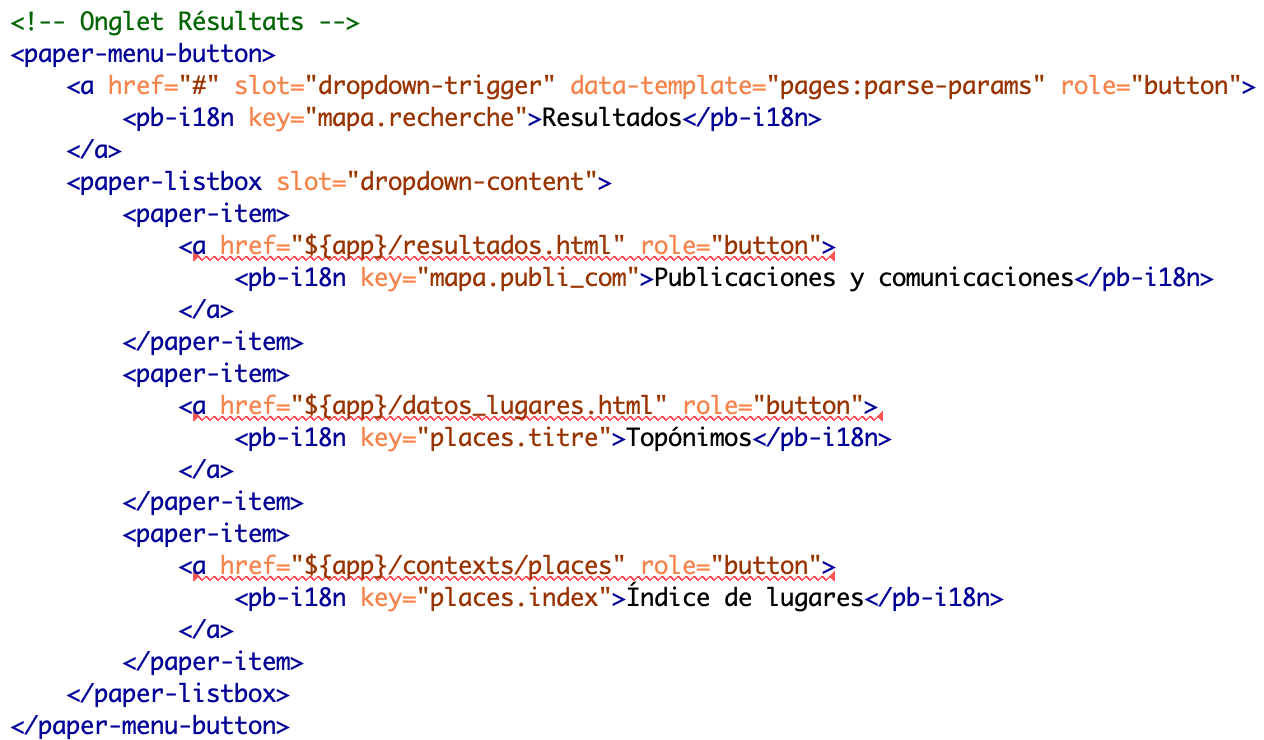 <!-- Onglet Résultats -->
<paper-menu-button>
    <a href="#" slot="dropdown-trigger" data-template="pages:parse-params" role="button">
        <pb-i18n key="mapa.recherche">Resultados</pb-i18n>
    </a>
    <paper-listbox slot="dropdown-content">
        <paper-item>
            <a href="${app}/resultados.html" role="button">
                <pb-i18n key="mapa.publi_com">Publicaciones y comunicaciones</pb-i18n>
            </a>
        </paper-item>
        <paper-item>
            <a href="${app}/datos_lugares.html" role="button">
                <pb-i18n key="places.titre">Topónimos</pb-i18n>
            </a>
        </paper-item>
        <paper-item>
            <a href="${app}/contexts/places" role="button">
                <pb-i18n key="places.index">Índice de lugares</pb-i18n>
            </a>
        </paper-item>
    </paper-listbox>
</paper-menu-button>